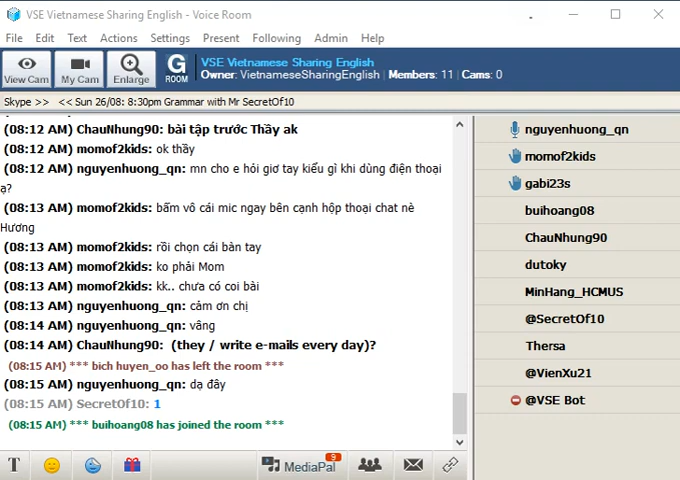 VSE Vietnamese Sharing English - Voice Room
File Edit Text Actions Settings Present Following Admin Help
View Cam My Cam Enlarge
G ROOM
VSE Vietnamese Sharing English
Owner: VietnameseSharingEnglish Members: 11 Cams: 0
Skype >> << Sun 26/08: 8:30pm Grammar with Mr SecretOf10
(08:12 AM) ChauNhung90: bài tập trước Thầy ak
(08:12 AM) momof2kids: ok thầy
(08:12 AM) nguyenhuong_qn: mn cho e hỏi giơ tay kiểu gì khi dùng điện thoại
ạ?
(08:13 AM) momof2kids: bấm vô cái mic ngay bên cạnh hộp thoại chat nè
Hương
(08:13 AM) momof2kids: rồi chọn cái bàn tay
(08:13 AM) momof2kids: ko phải Mom
(08:13 AM) momof2kids: kk.. chưa có coi bài
(08:13 AM) nguyenhuong_qn: cảm ơn chị
(08:14 AM) nguyenhuong_qn: vâng
(08:14 AM) ChauNhung90: (they / write e-mails every day)?
(08:15 AM) *** bich huyen_oo has left the room ***
(08:15 AM) nguyenhuong_qn: dạ đây
(08:15 AM) SecretOf10: 1
(08:15 AM) *** buihoang08 has joined the room ***
nguyenhuong_qn
momof2kids
gabi23s
buihoang08
ChauNhung90
dutoky
MinHang_HCMUS
@SecretOf10
Thersa
@VienXu21
@VSE Bot
T
MediaPal 9